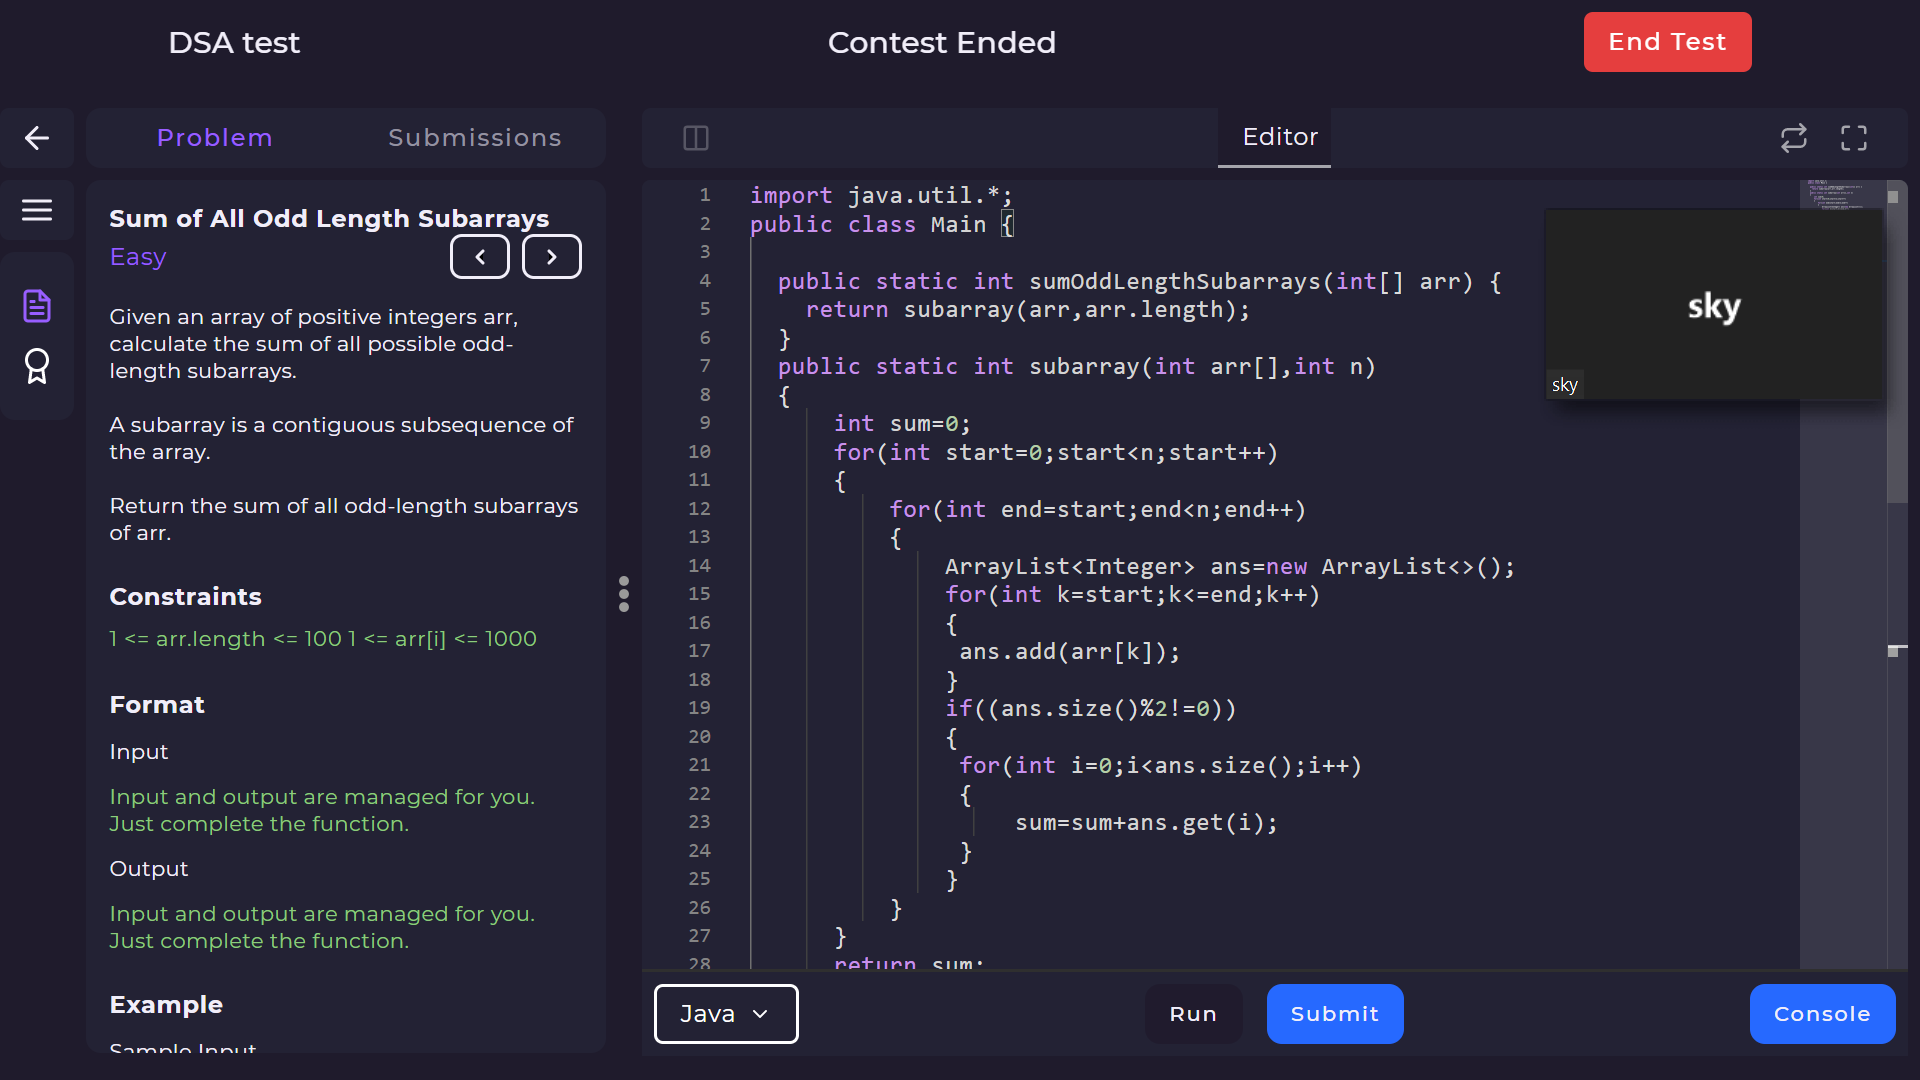 DSA test
Contest Ended
End Test
Problem
Submissions
Editor
Sum of All Odd Length Subarrays
Easy
Given an array of positive integers arr,
calculate the sum of all possible odd-
length subarrays.
A subarray is a contiguous subsequence of
the array.
Return the sum of all odd-length subarrays
of arr.
Constraints
1 <= arr.length <= 100 1 <= arr[i] <= 1000
Format
Input
Input and output are managed for you.
Just complete the function.
Output
Input and output are managed for you.
Just complete the function.
Example
Sample Input
1 import java.util.*;
2 public class Main {
3
4 public static int sumOddLengthSubarrays(int[] arr) {
5 return subarray(arr,arr.length);
6 }
7 public static int subarray(int arr[],int n)
8 {
9 int sum=0;
10 for(int start=0;start<n;start++)
11 {
12 for(int end=start;end<n;end++)
13 {
14 ArrayList<Integer> ans=new ArrayList<>();
15 for(int k=start;k<=end;k++)
16 {
17 ans.add(arr[k]);
18 }
19 if((ans.size()%2!=0))
20 {
21 for(int i=0;i<ans.size();i++)
22 {
23 sum=sum+ans.get(i);
24 }
25 }
26 }
27 }
28 return sum;
sky
sky
Java
Run
Submit
Console